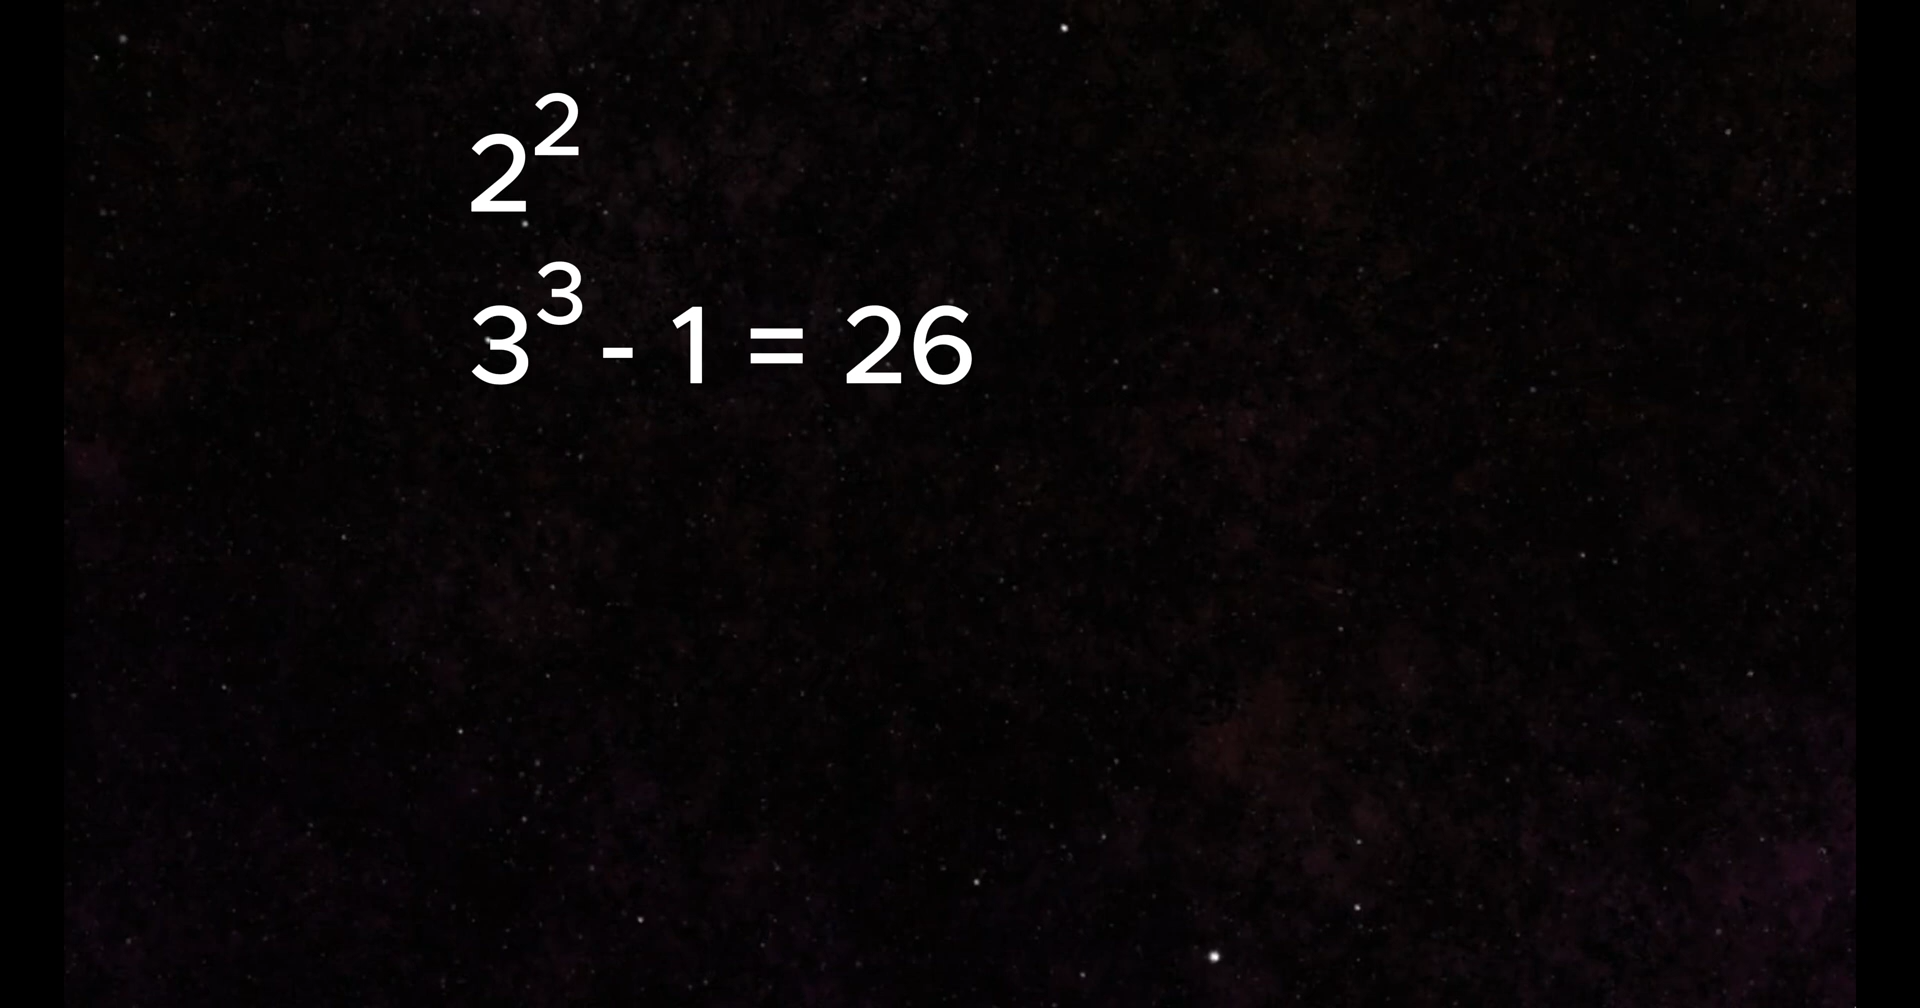 2²
3³ - 1 = 26